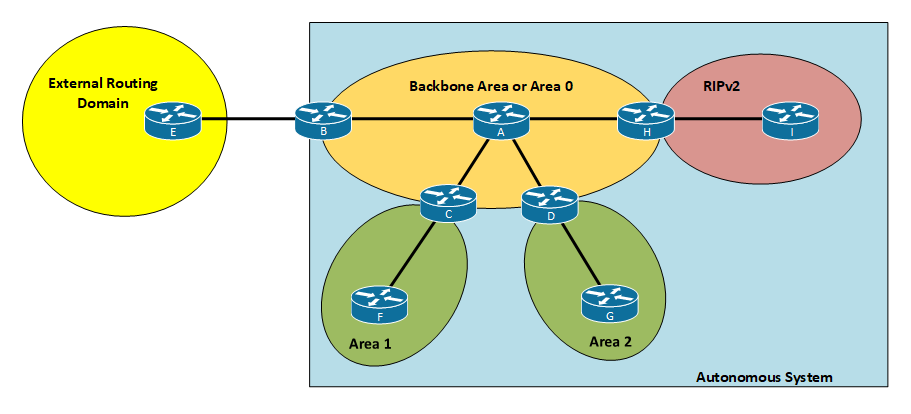 External Routing
Domain
Backbone Area or Area 0
RIPv2
E
B
A
H
I
C
D
F
G
Area 1
Area 2
Autonomous System